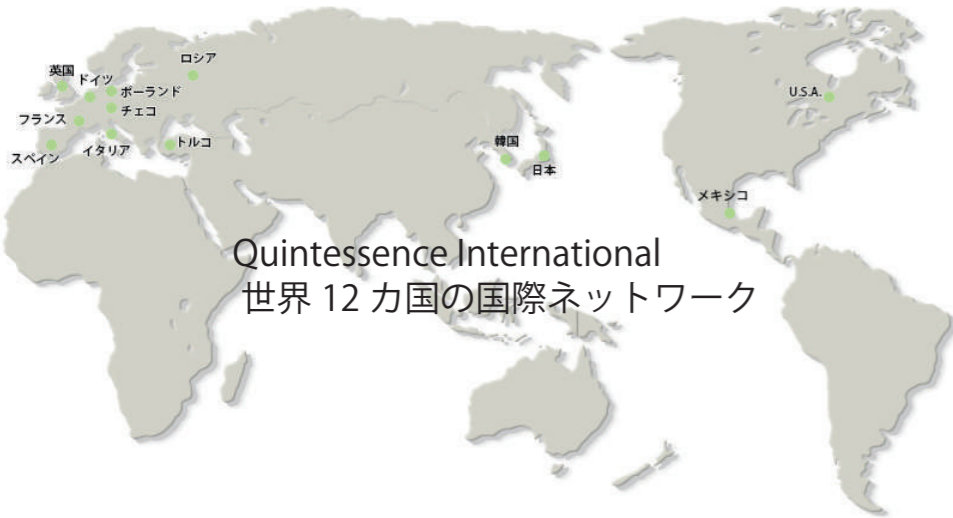 ロシア
英国
ドイツ
ポーランド
チェコ
フランス
スペイン
イタリア
トルコ
韓国
日本
U.S.A.
メキシコ
Quintessence International
世界 12 カ国の国際ネットワーク